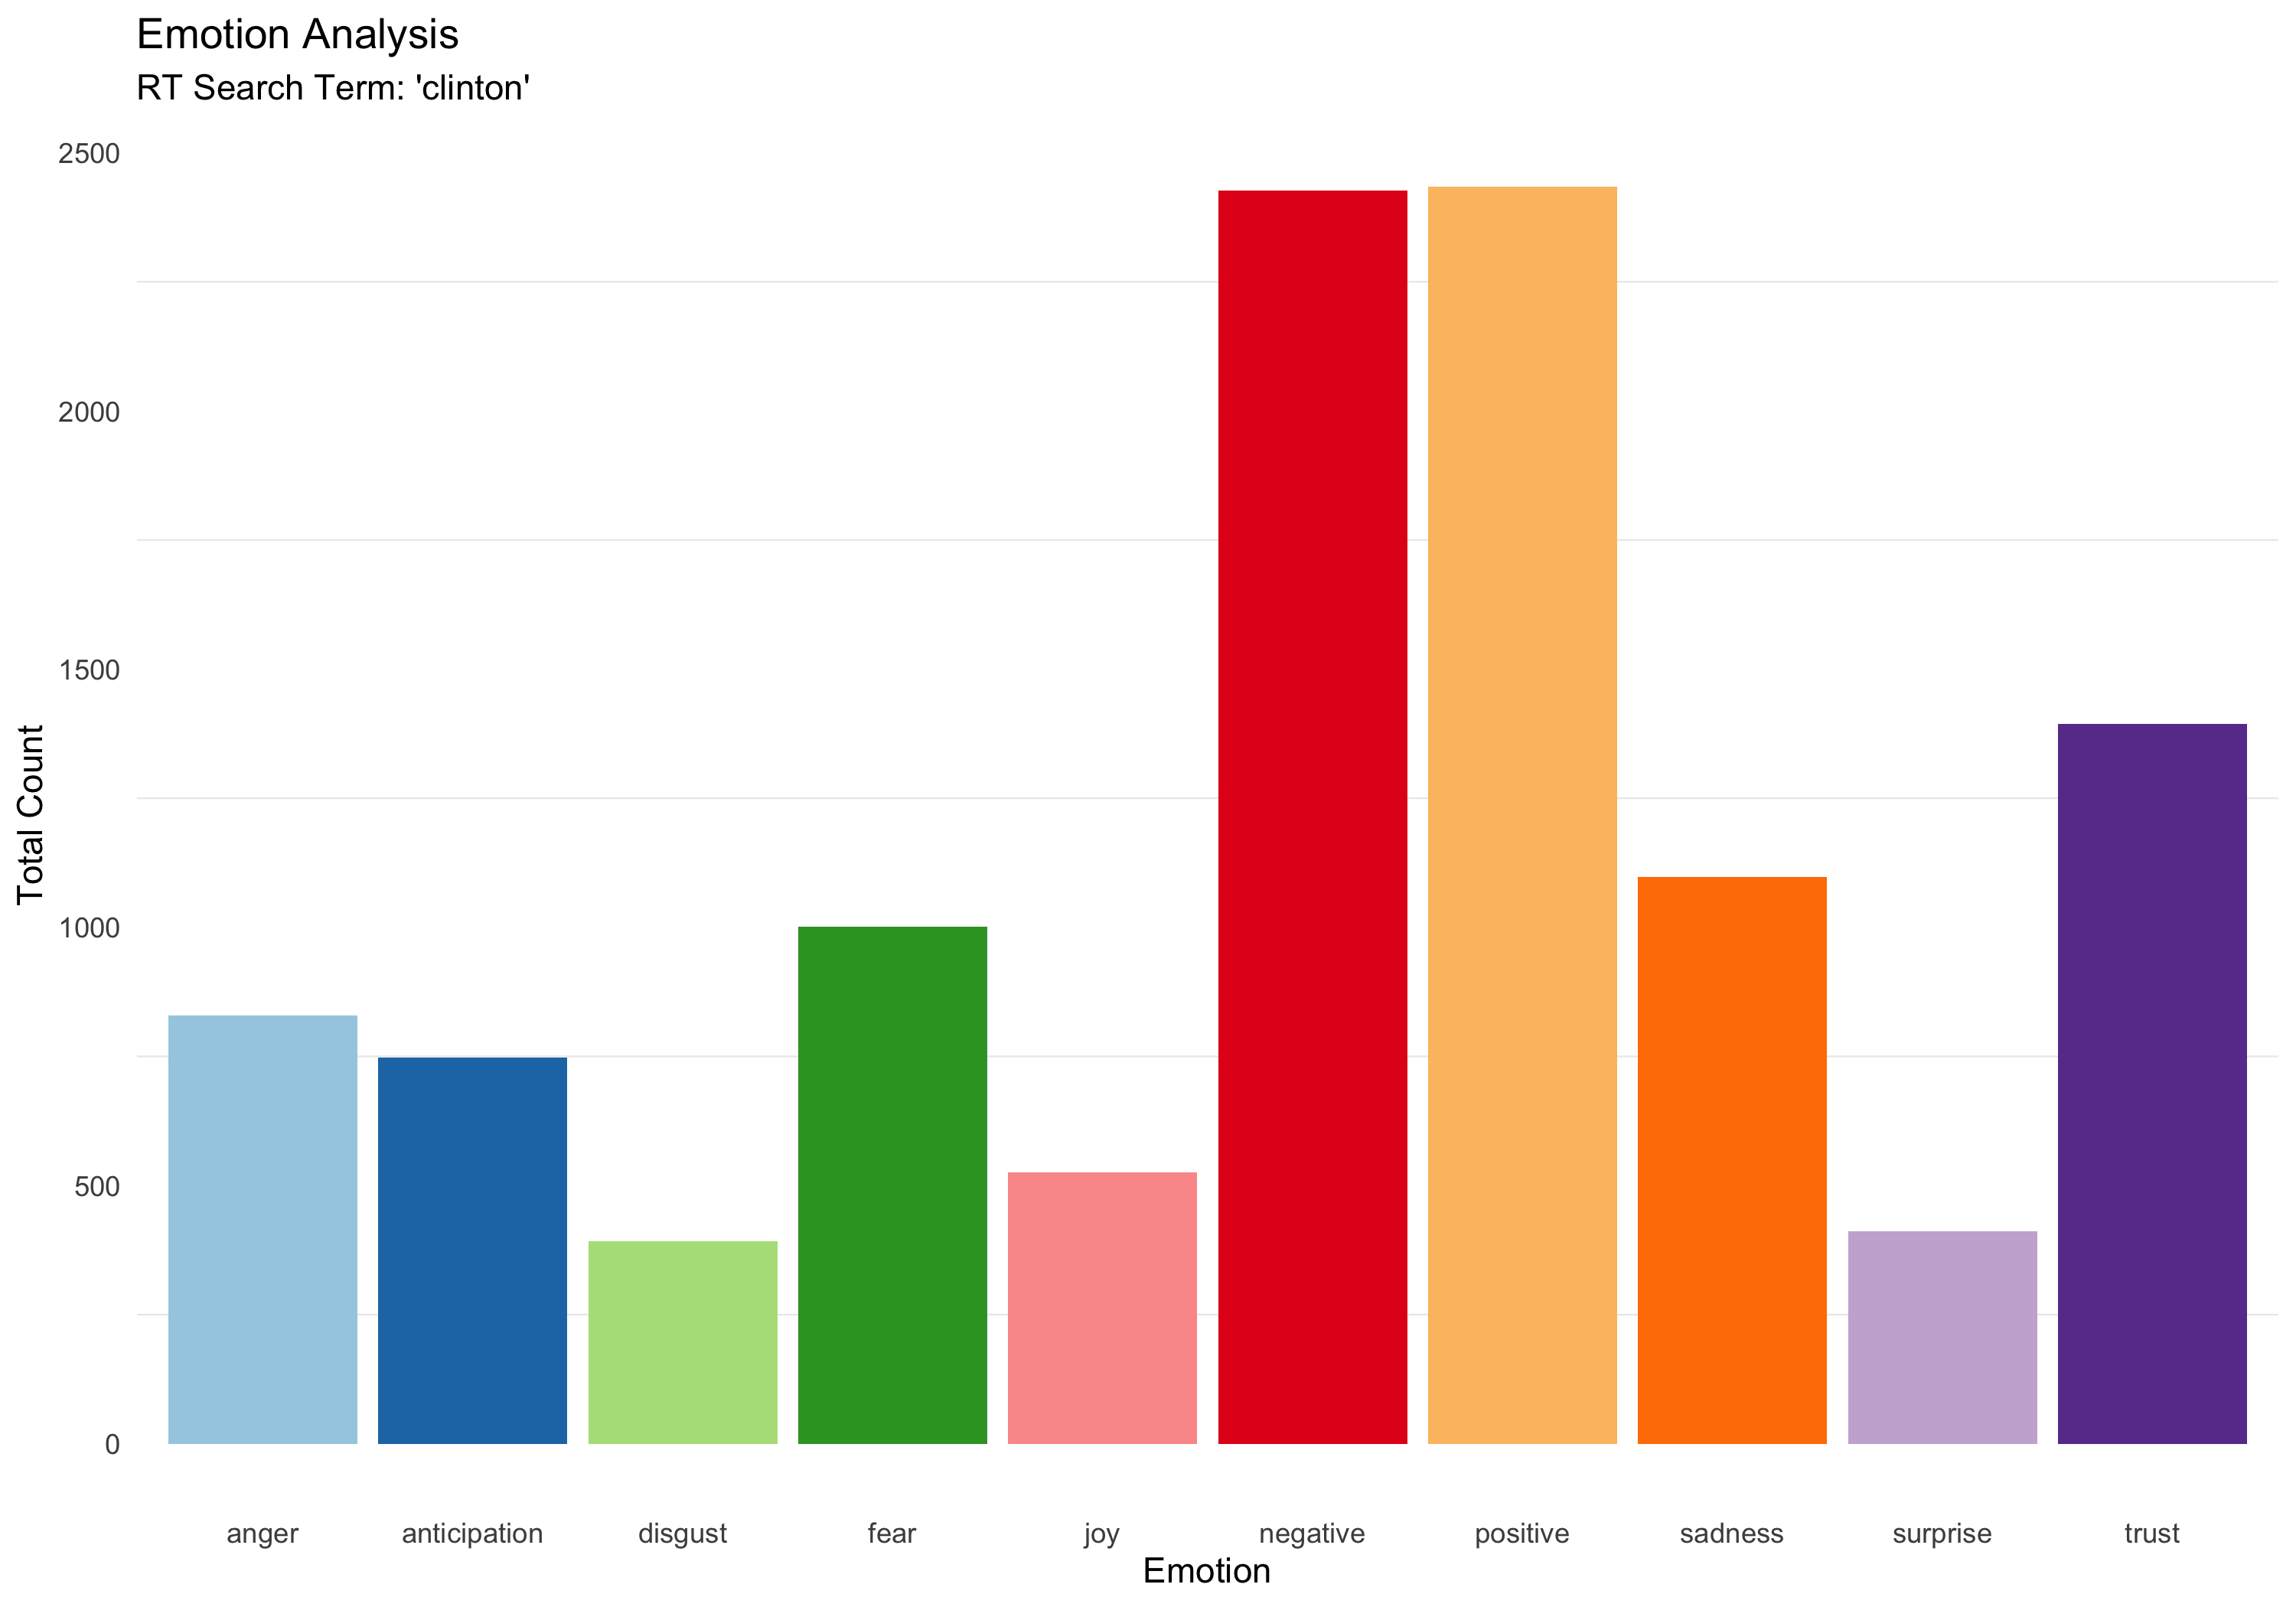 Emotion Analysis
RT Search Term: 'clinton'
2500
2000
1500
1000
500
0
Total Count
anger anticipation disgust fear joy negative positive sadness surprise trust
Emotion